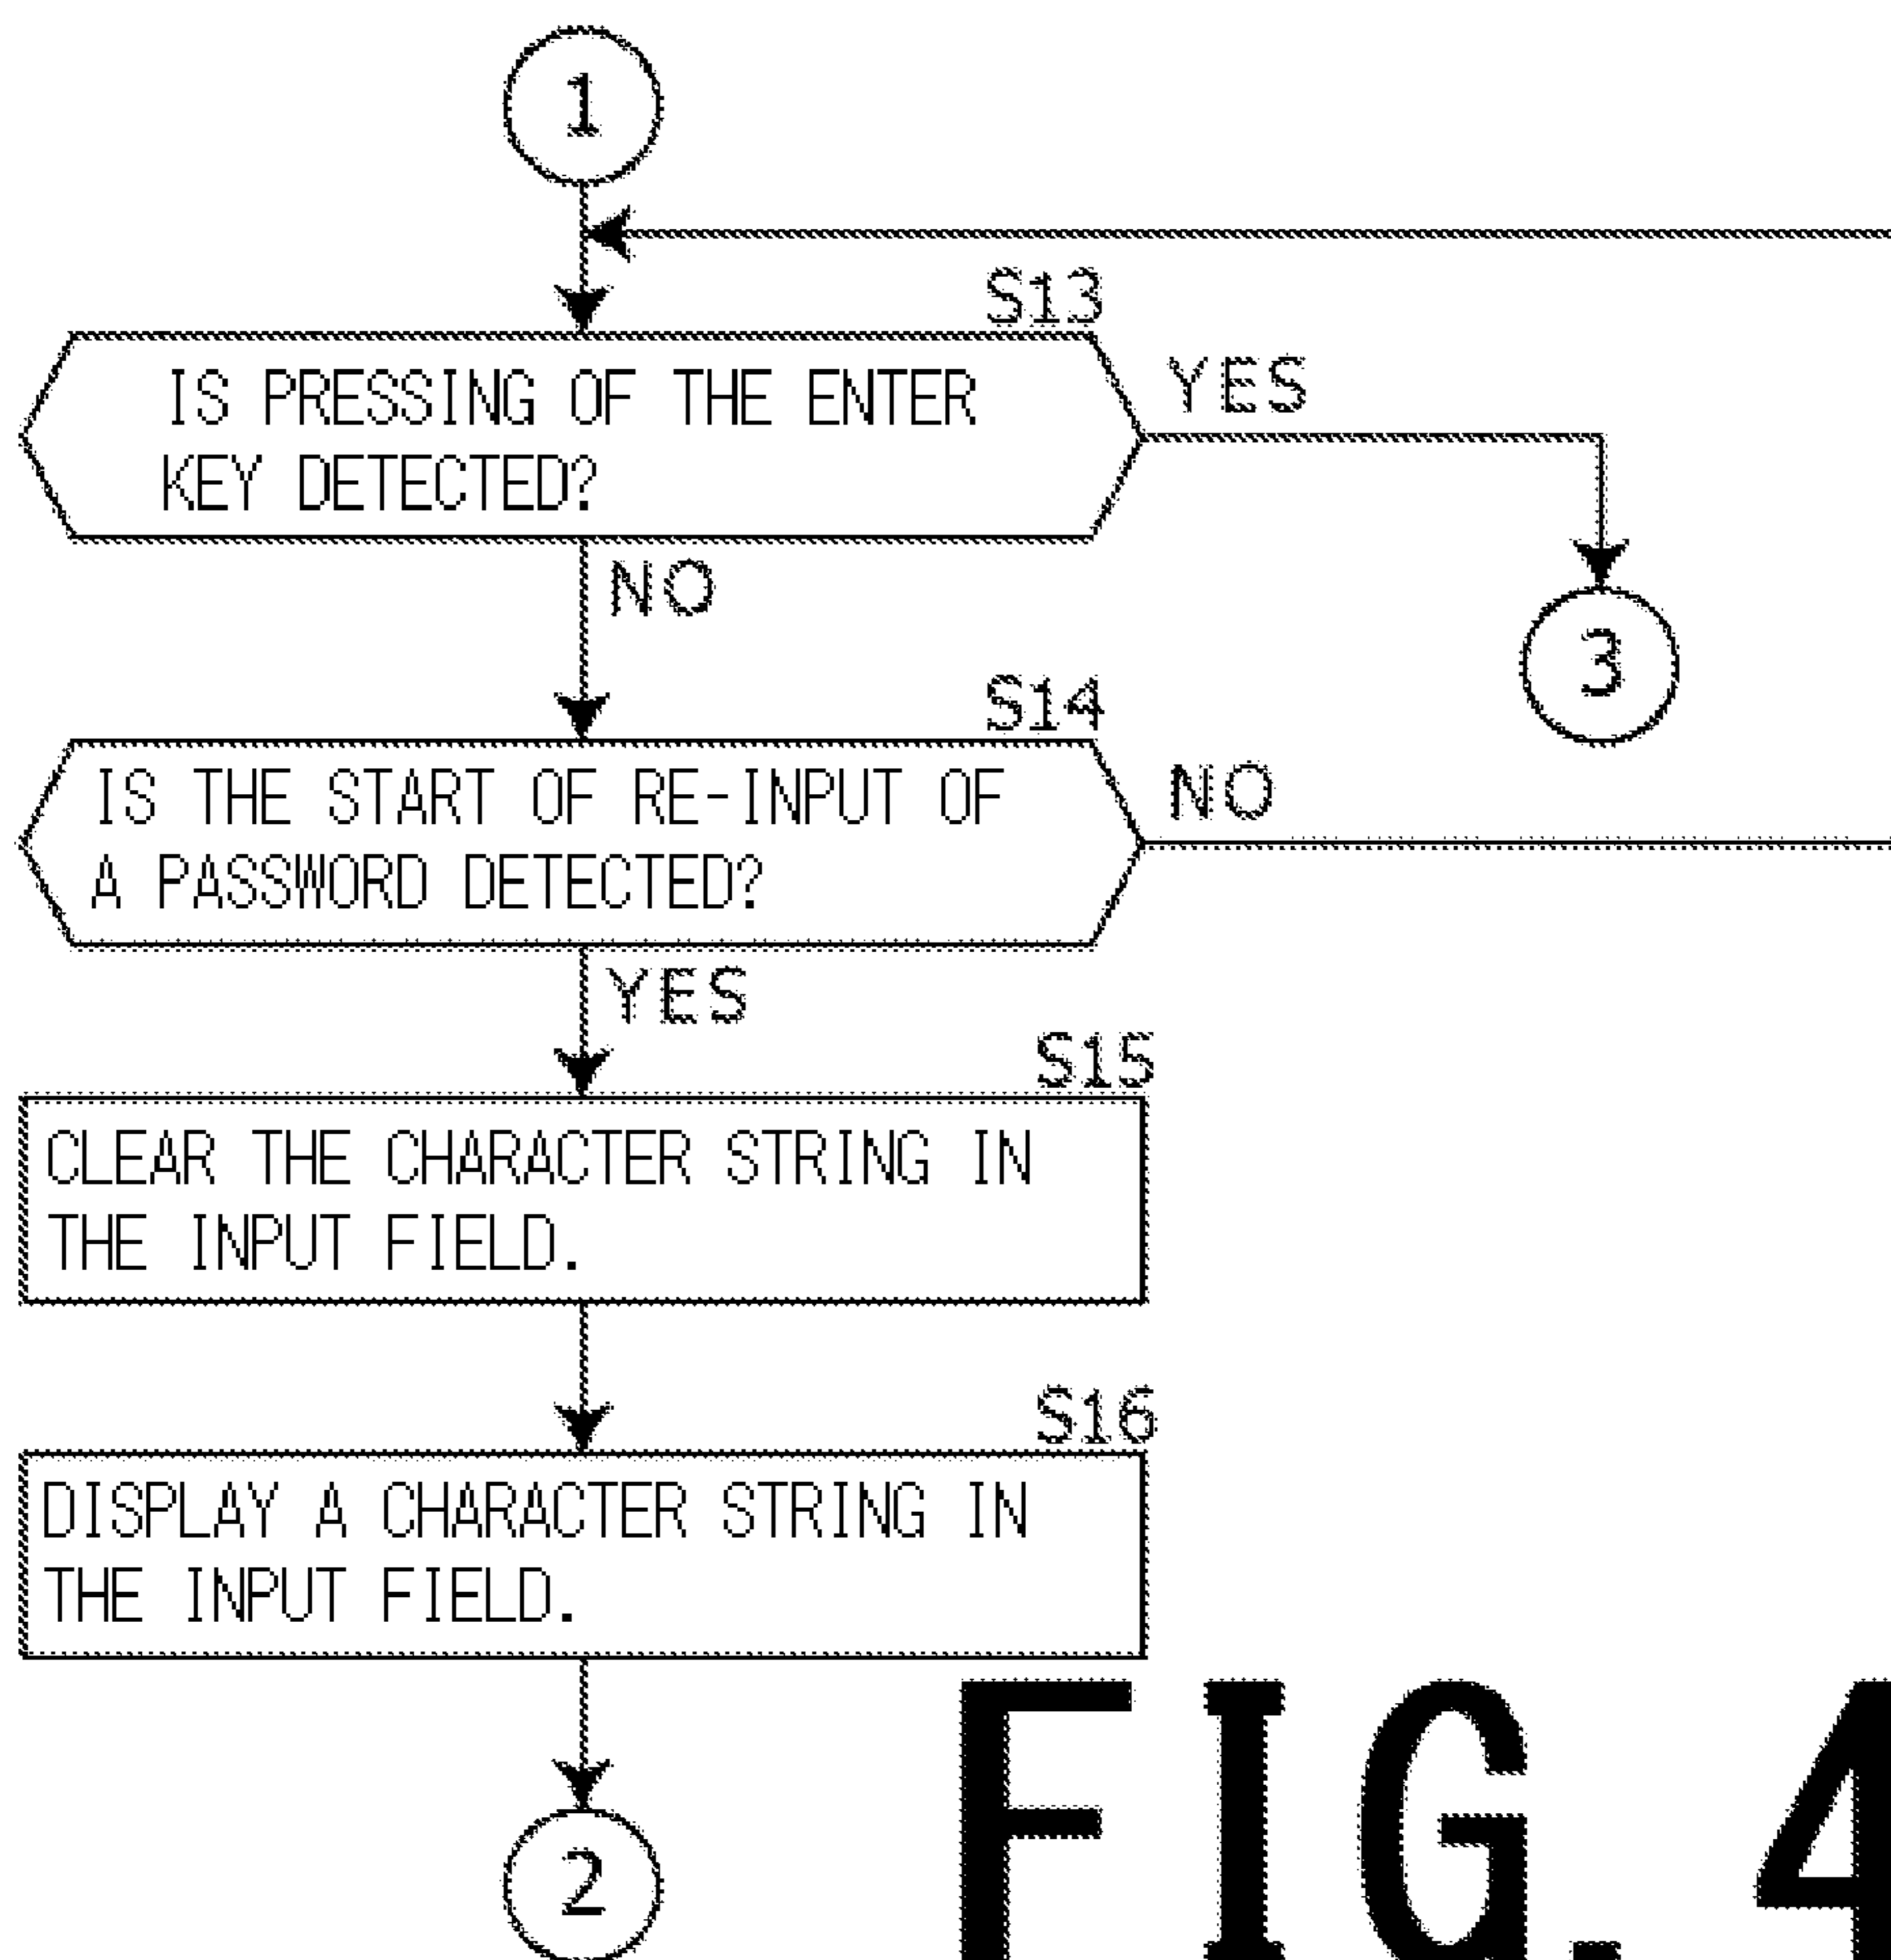 1
S13
IS PRESSING OF THE ENTER
KEY DETECTED?
YES
NO
3
S14
IS THE START OF RE-INPUT OF
A PASSWORD DETECTED?
NO
YES
S15
CLEAR THE CHARACTER STRING IN
THE INPUT FIELD.
S16
DISPLAY A CHARACTER STRING IN
THE INPUT FIELD.
2
FIG. 4